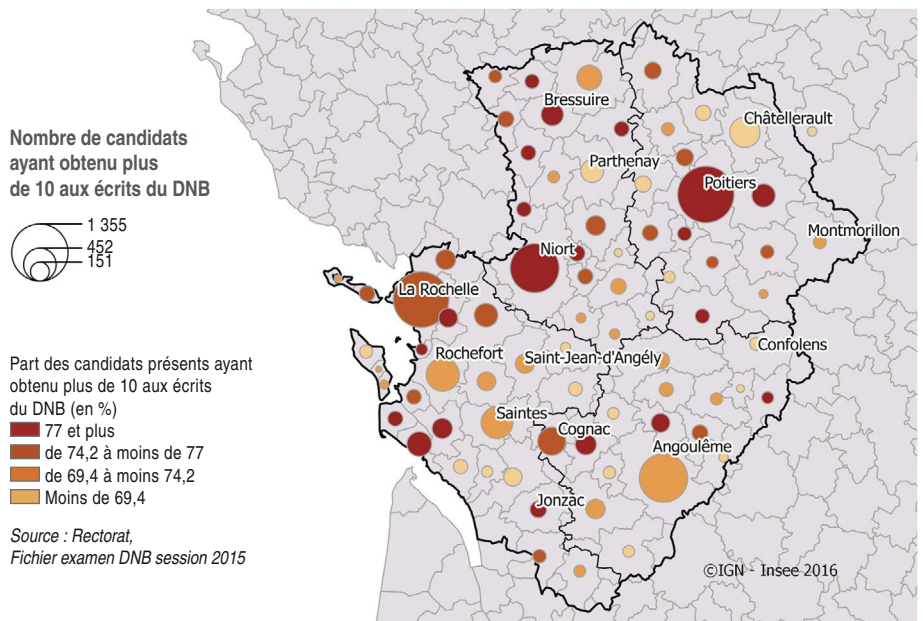 Nombre de candidats
ayant obtenu plus
de 10 aux écrits du DNB
1 355
452
151
Part des candidats présents ayant
obtenu plus de 10 aux écrits
du DNB (en %)
77 et plus
de 74,2 à moins de 77
de 69,4 à moins 74,2
Moins de 69,4
Source : Rectorat,
Fichier examen DNB session 2015
Bressuire
Châtellerault
Parthenay
Poitiers
Montmorillon
Niort
La Rochelle
Rochefort
Saint-Jean-d'Angély
Confolens
Saintes
Cognac
Angoulême
Jonzac
©IGN - Insee 2016